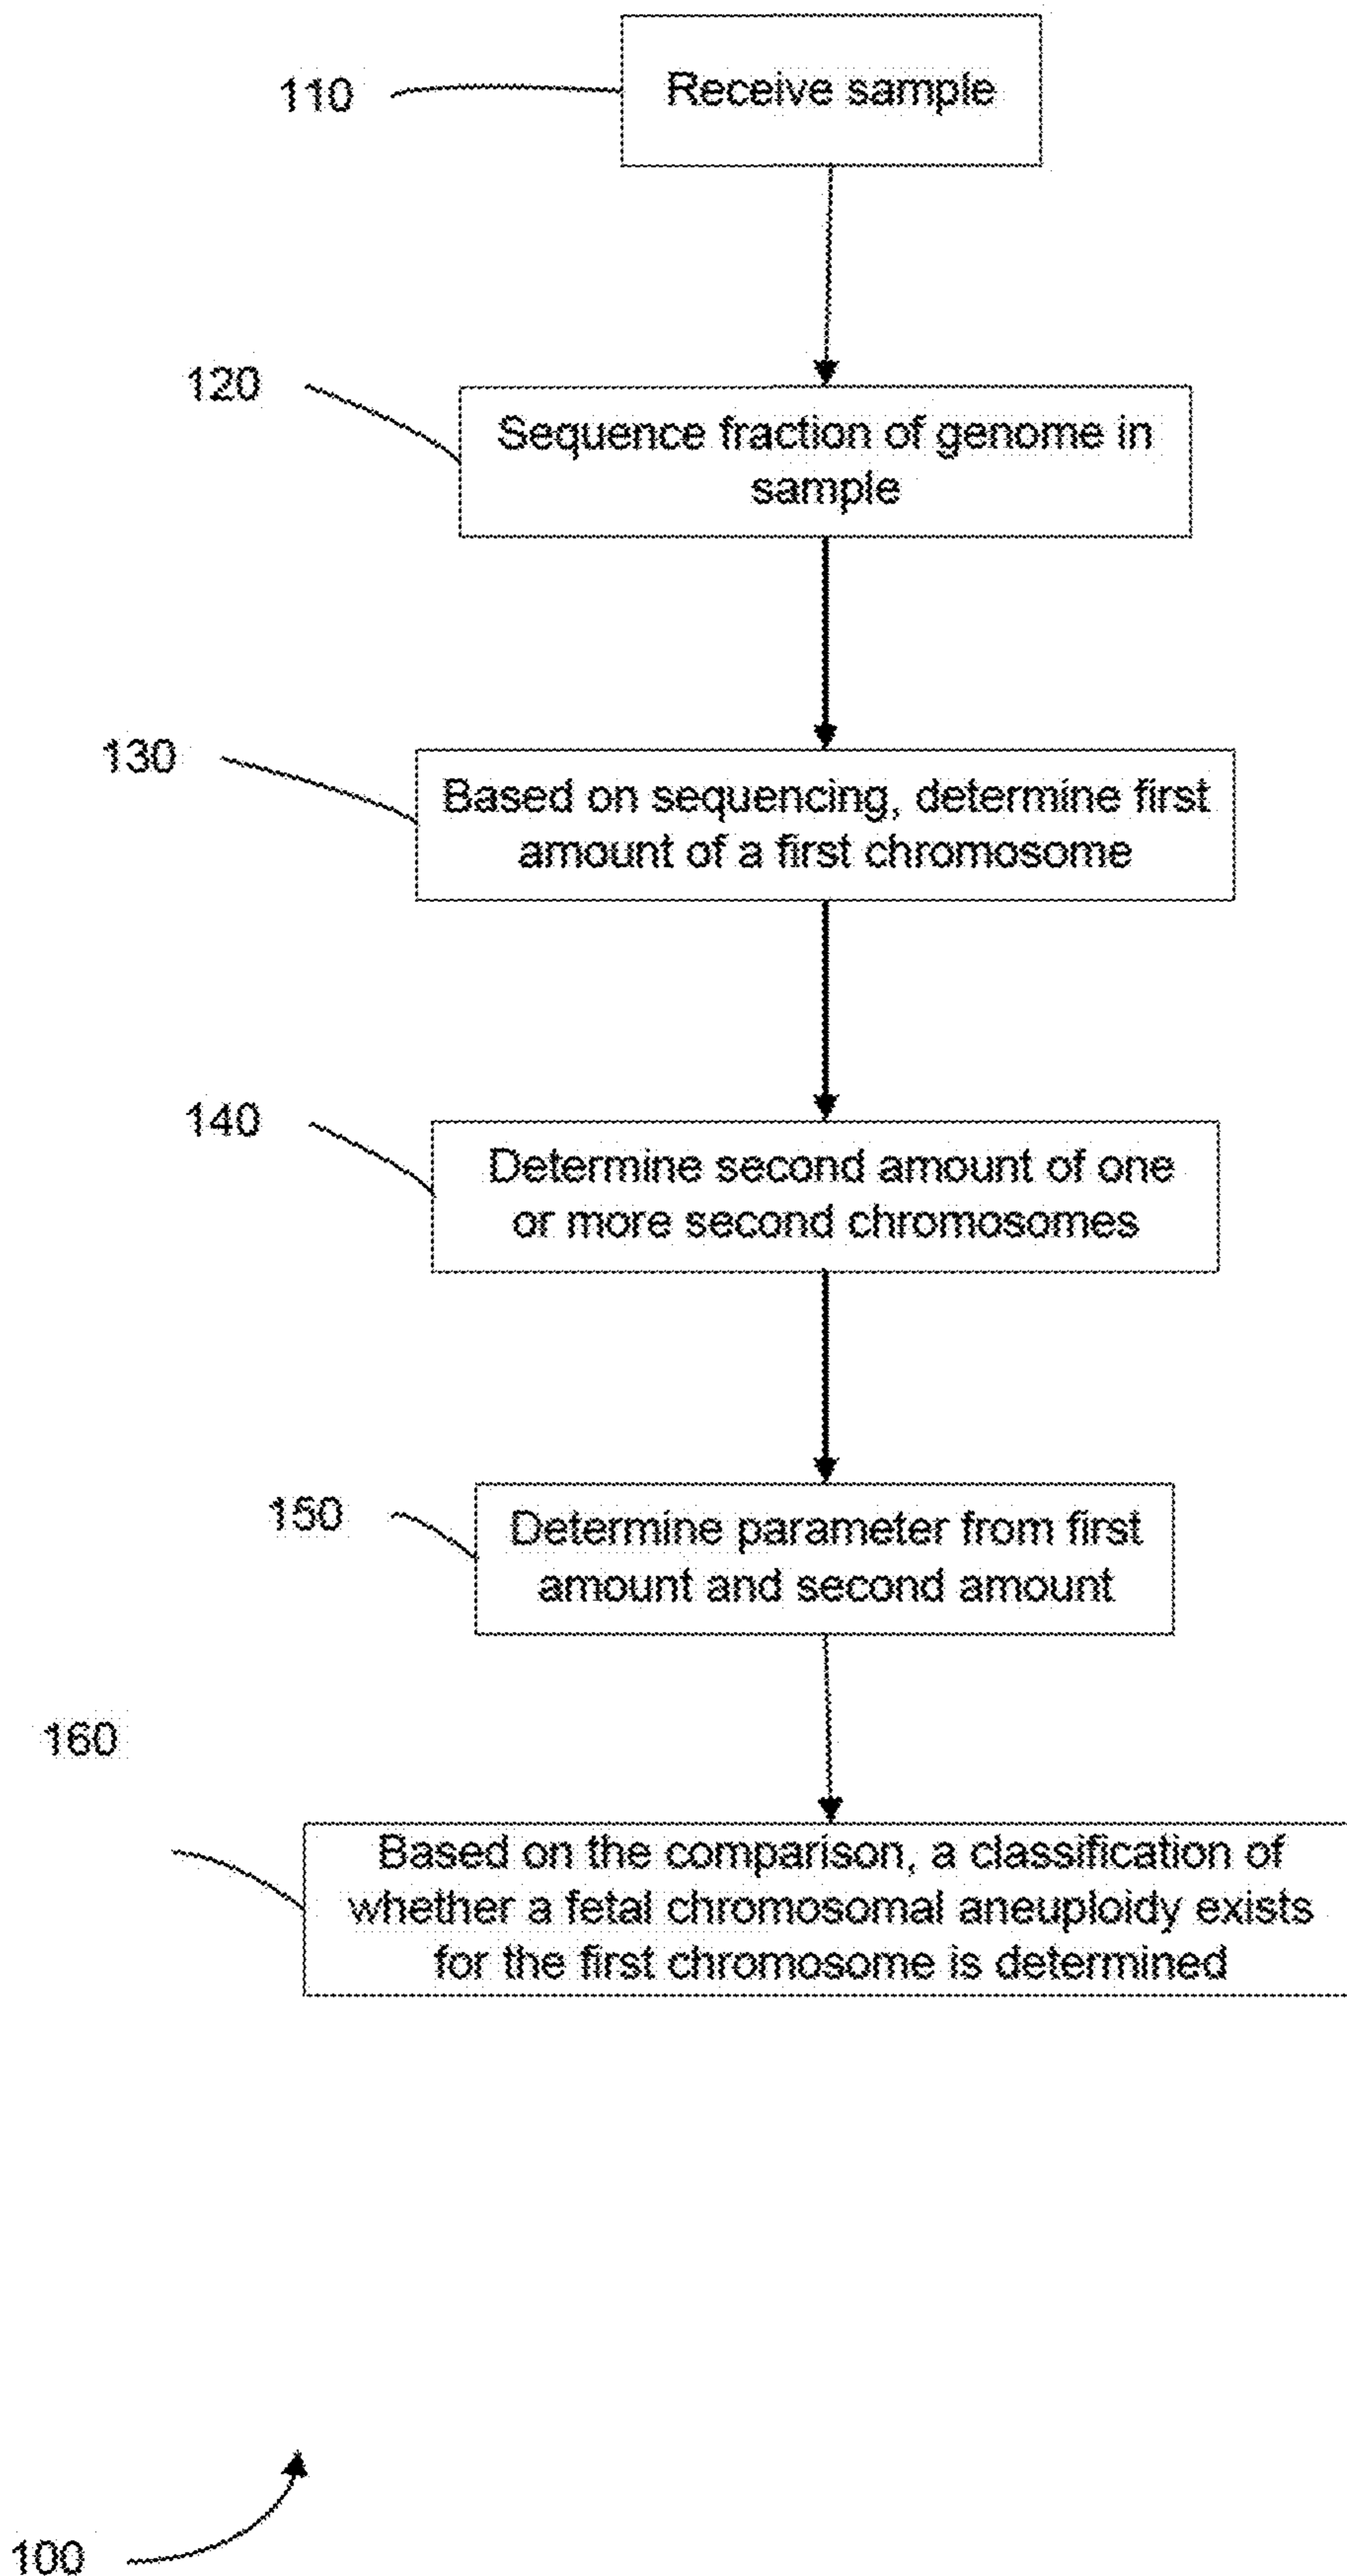 110
Receive sample
120
Sequence fraction of genome in
sample
130
Based on sequencing, determine first
amount of a first chromosome
140
Determine second amount of one
or more second chromosomes
150
Determine parameter from first
amount and second amount
160
Based on the comparison, a classification of
whether a fetal chromosomal aneuploidy exists
for the first chromosome is determined
100